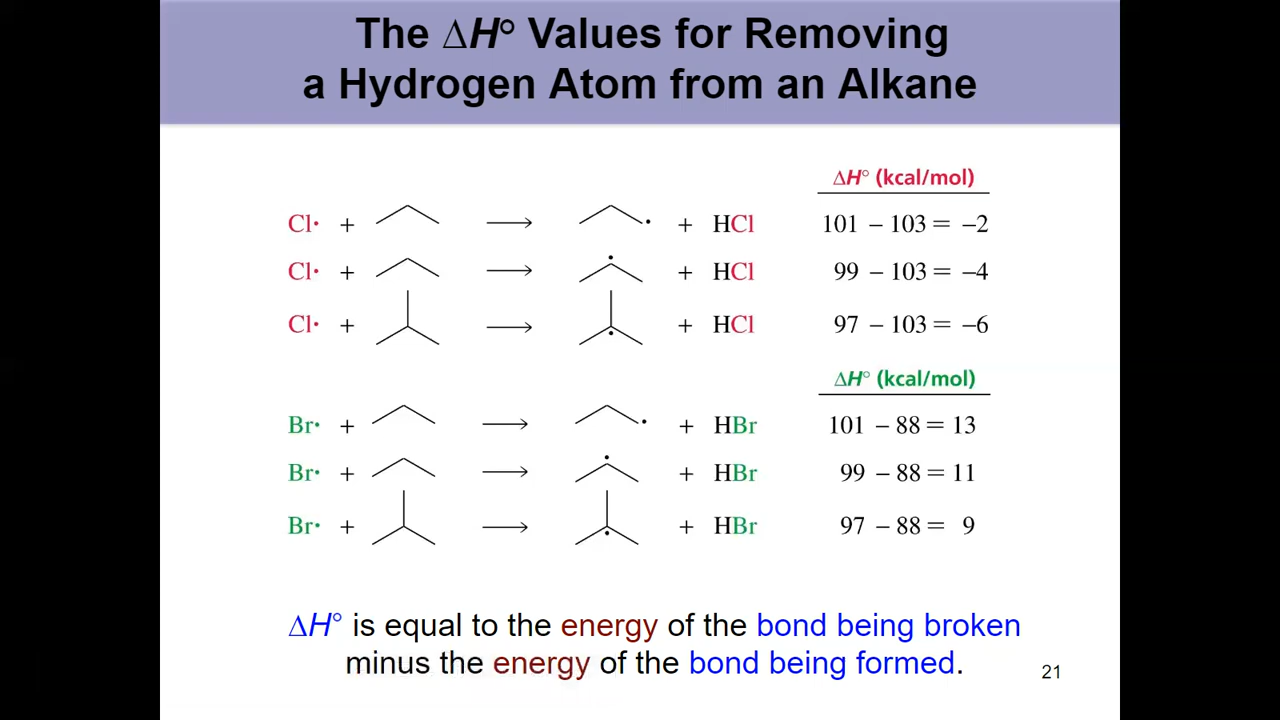 The ΔH° Values for Removing
a Hydrogen Atom from an Alkane
ΔH° (kcal/mol)
Cl· + ⟶ · + HCl 101 – 103 = –2
Cl· + ⟶ · + HCl 99 – 103 = –4
Cl· + ⟶ · + HCl 97 – 103 = –6
ΔH° (kcal/mol)
Br· + ⟶ · + HBr 101 – 88 = 13
Br· + ⟶ · + HBr 99 – 88 = 11
Br· + ⟶ · + HBr 97 – 88 = 9
ΔH° is equal to the energy of the bond being broken
minus the energy of the bond being formed.
21